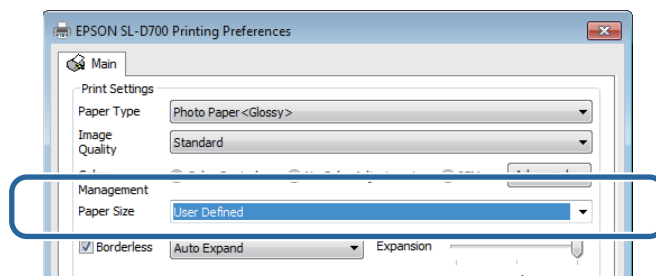 EPSON SL-D700 Printing Preferences
Main
Print Settings
Paper Type Photo Paper<Glossy>
Image
Quality Standard
Management
Paper Size User Defined
Borderless Auto Expand Expansion